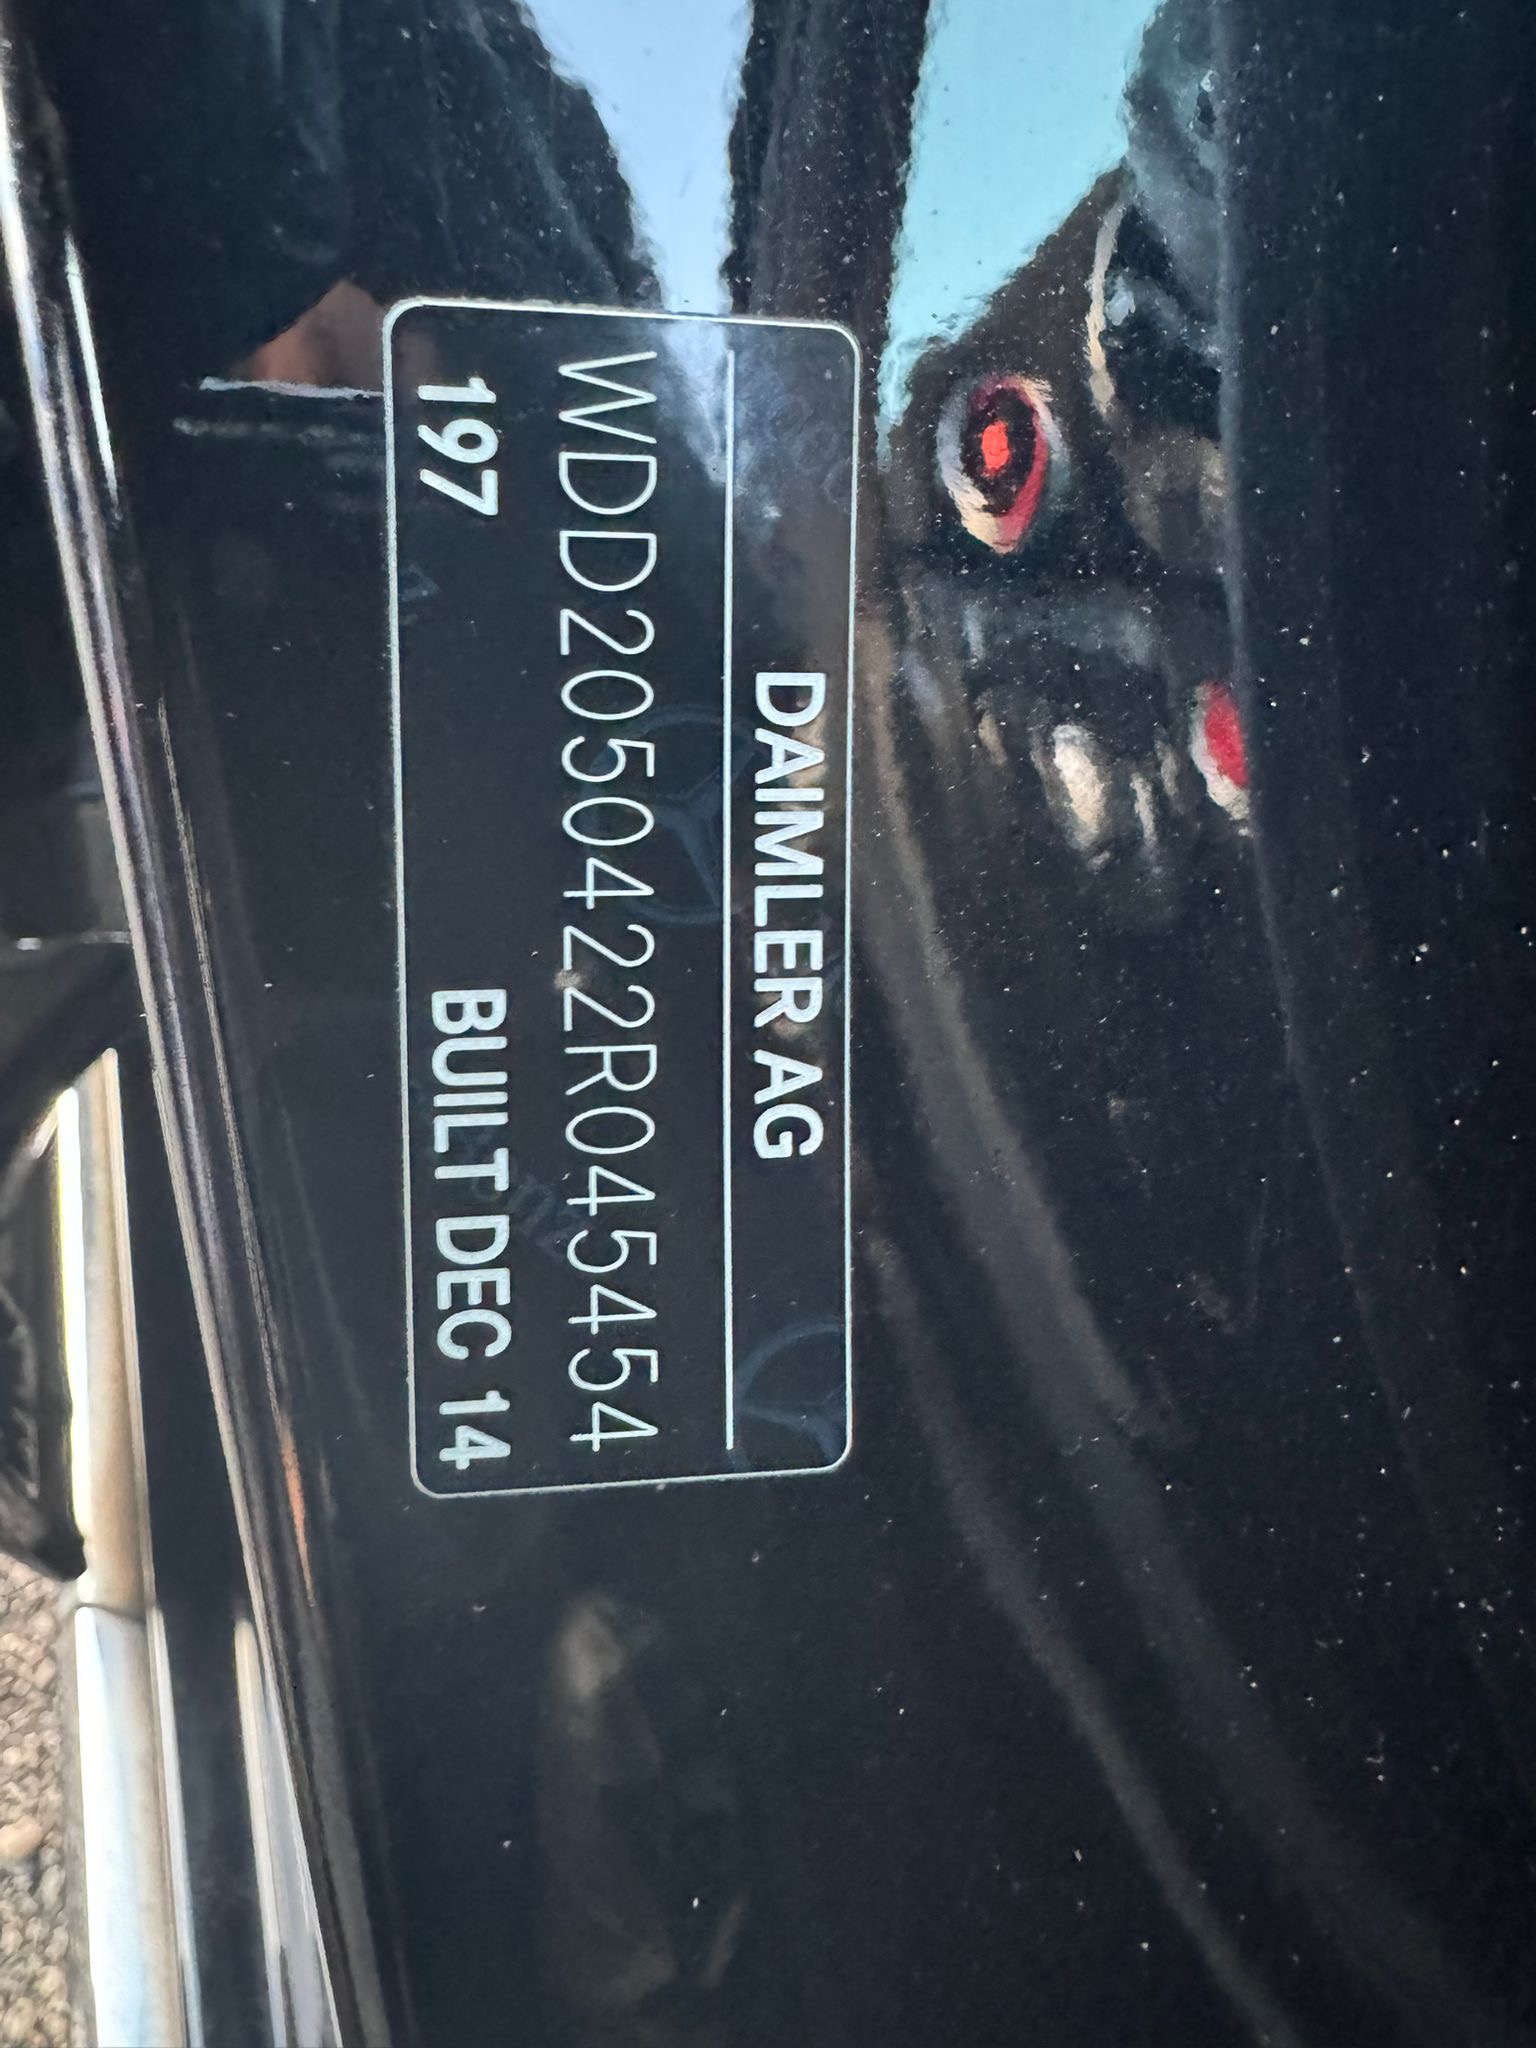 DAIMLER AG
WDD2050422R045454
197 BUILT DEC 14